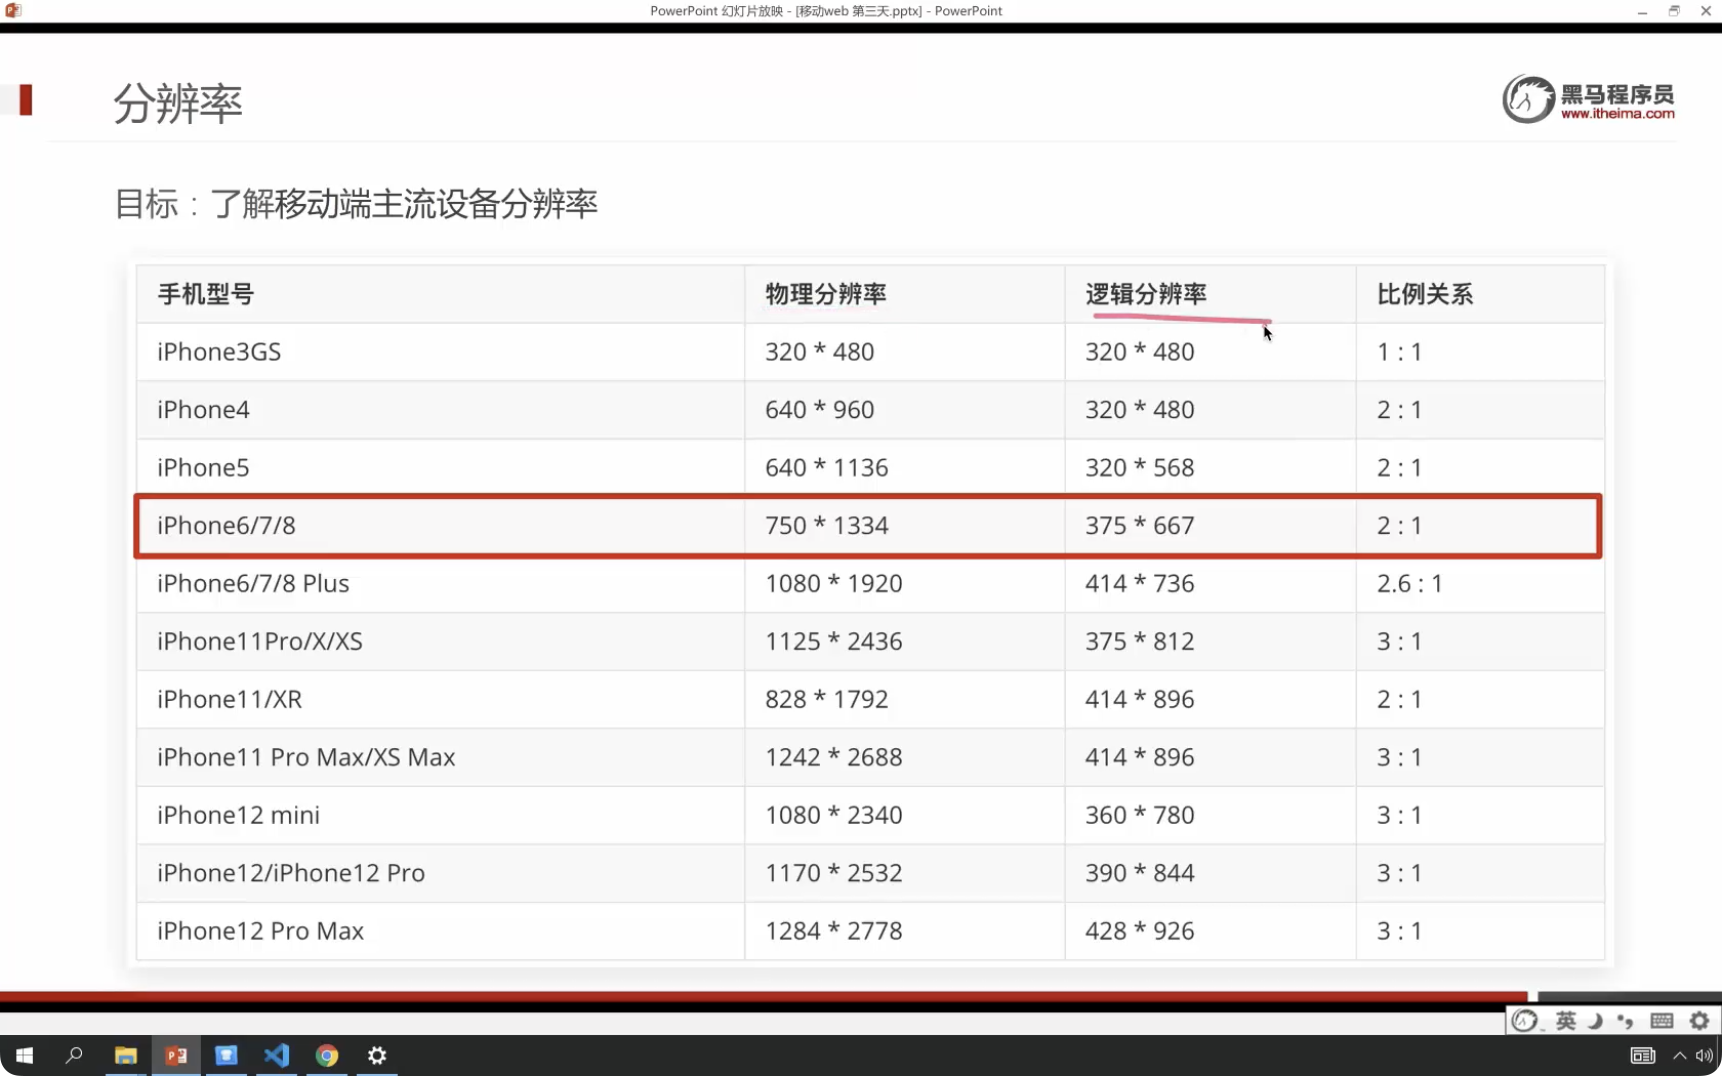 PowerPoint 幻灯片放映 - [移动web 第三天.pptx] - PowerPoint
分辨率
黑马程序员
www.itheima.com
目标：了解移动端主流设备分辨率
手机型号 物理分辨率 逻辑分辨率 比例关系
iPhone3GS 320 * 480 320 * 480 1 : 1
iPhone4 640 * 960 320 * 480 2 : 1
iPhone5 640 * 1136 320 * 568 2 : 1
iPhone6/7/8 750 * 1334 375 * 667 2 : 1
iPhone6/7/8 Plus 1080 * 1920 414 * 736 2.6 : 1
iPhone11Pro/X/XS 1125 * 2436 375 * 812 3 : 1
iPhone11/XR 828 * 1792 414 * 896 2 : 1
iPhone11 Pro Max/XS Max 1242 * 2688 414 * 896 3 : 1
iPhone12 mini 1080 * 2340 360 * 780 3 : 1
iPhone12/iPhone12 Pro 1170 * 2532 390 * 844 3 : 1
iPhone12 Pro Max 1284 * 2778 428 * 926 3 : 1
英